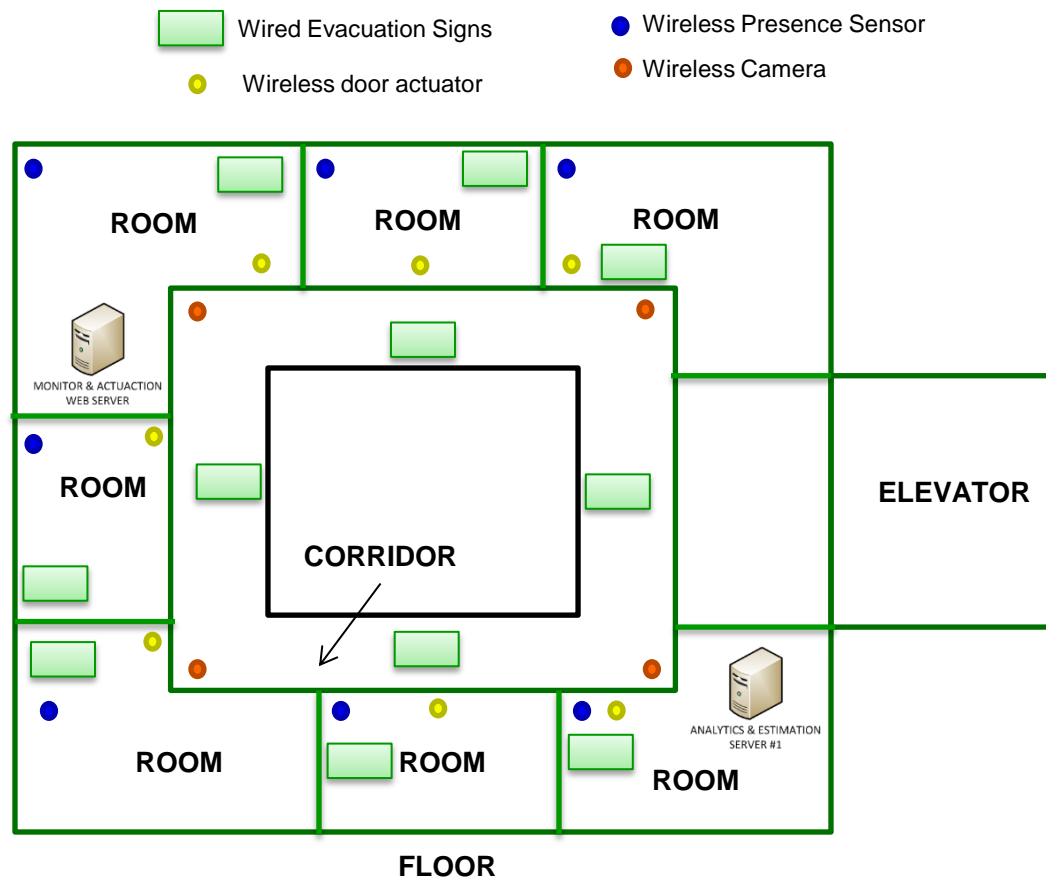 Wired Evacuation Signs
Wireless Presence Sensor
Wireless door actuator
Wireless Camera
ROOM
ROOM
ROOM
MONITOR & ACTUACTION
WEB SERVER
ROOM
ELEVATOR
CORRIDOR
ANALYTICS & ESTIMATION
SERVER #1
ROOM
ROOM
ROOM
FLOOR